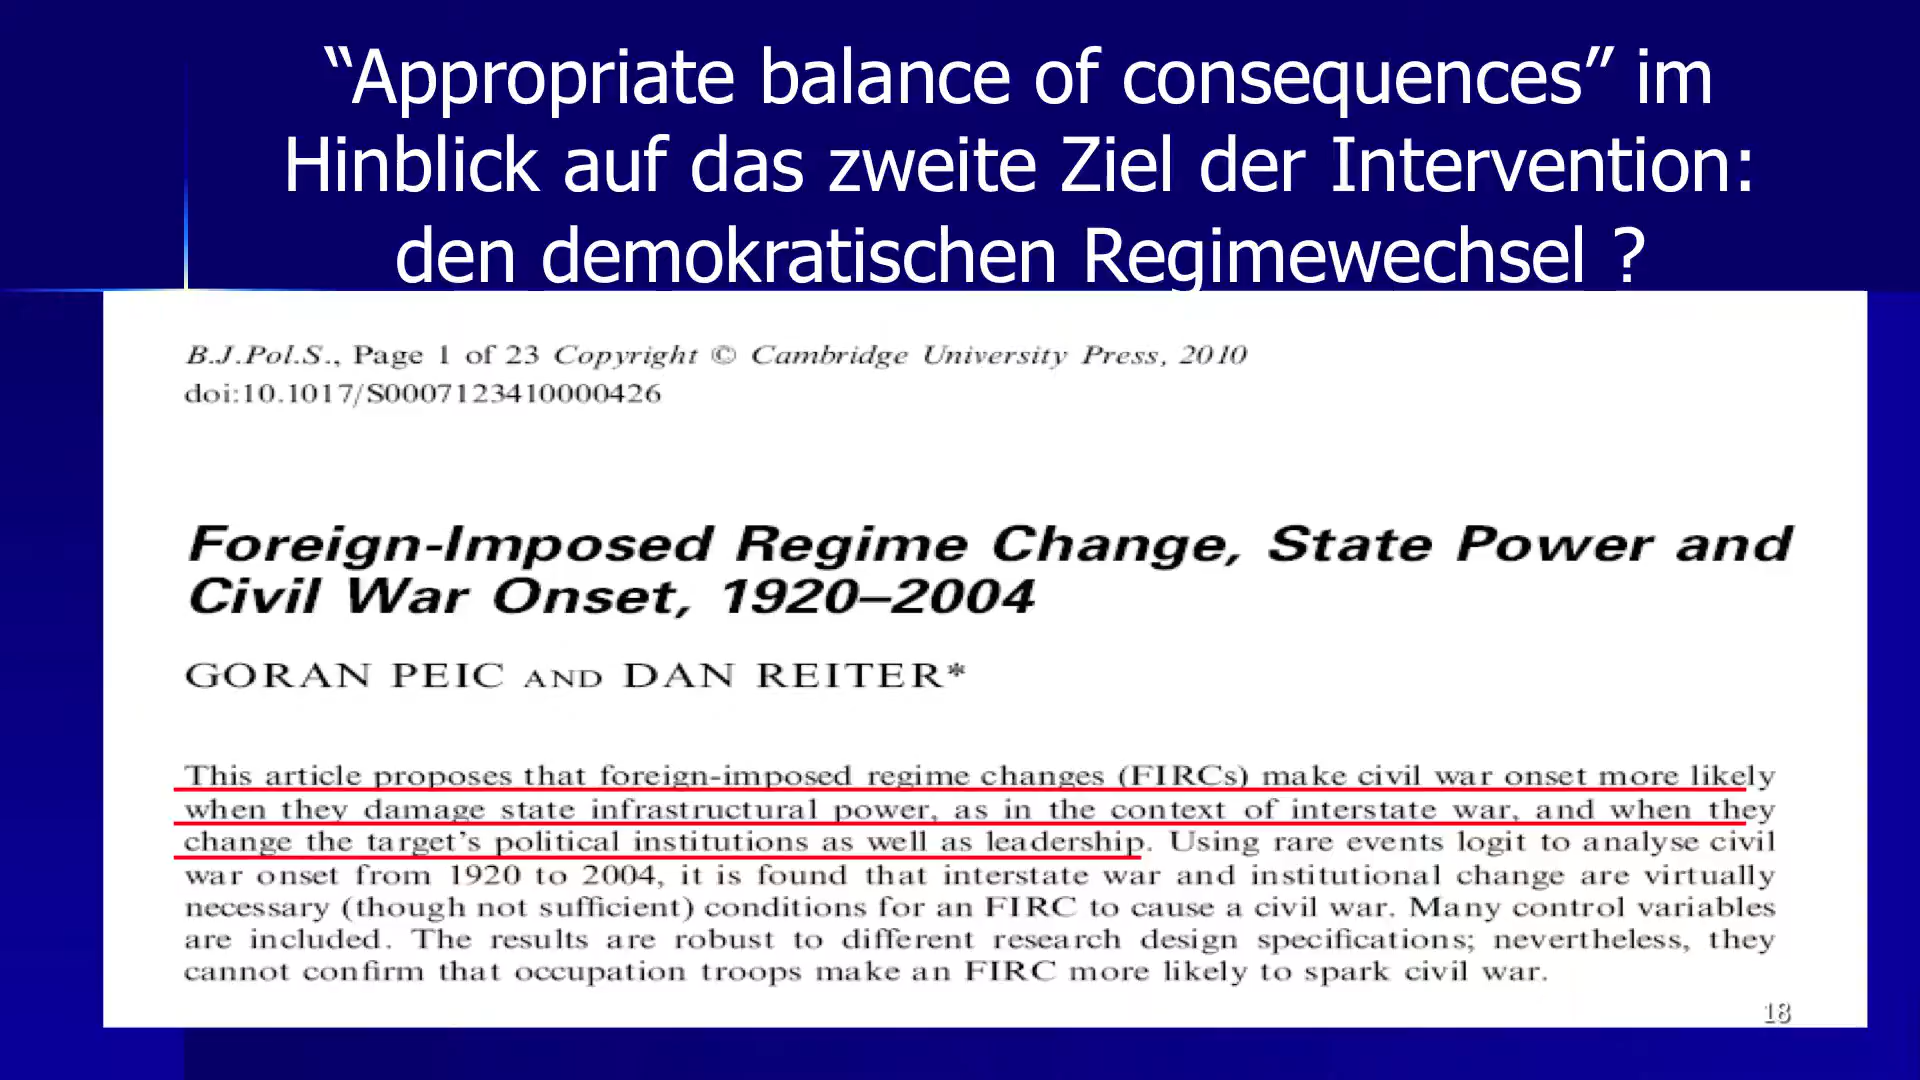 “Appropriate balance of consequences” im
Hinblick auf das zweite Ziel der Intervention:
den demokratischen Regimewechsel ?
B.J.Pol.S., Page 1 of 23 Copyright © Cambridge University Press, 2010
doi:10.1017/S0007123410000426
Foreign-Imposed Regime Change, State Power and
Civil War Onset, 1920–2004
GORAN PEIC AND DAN REITER*
This article proposes that foreign-imposed regime changes (FIRCs) make civil war onset more likely
when they damage state infrastructural power, as in the context of interstate war, and when they
change the target’s political institutions as well as leadership. Using rare events logit to analyse civil
war onset from 1920 to 2004, it is found that interstate war and institutional change are virtually
necessary (though not sufficient) conditions for an FIRC to cause a civil war. Many control variables
are included. The results are robust to different research design specifications; nevertheless, they
cannot confirm that occupation troops make an FIRC more likely to spark civil war.
18